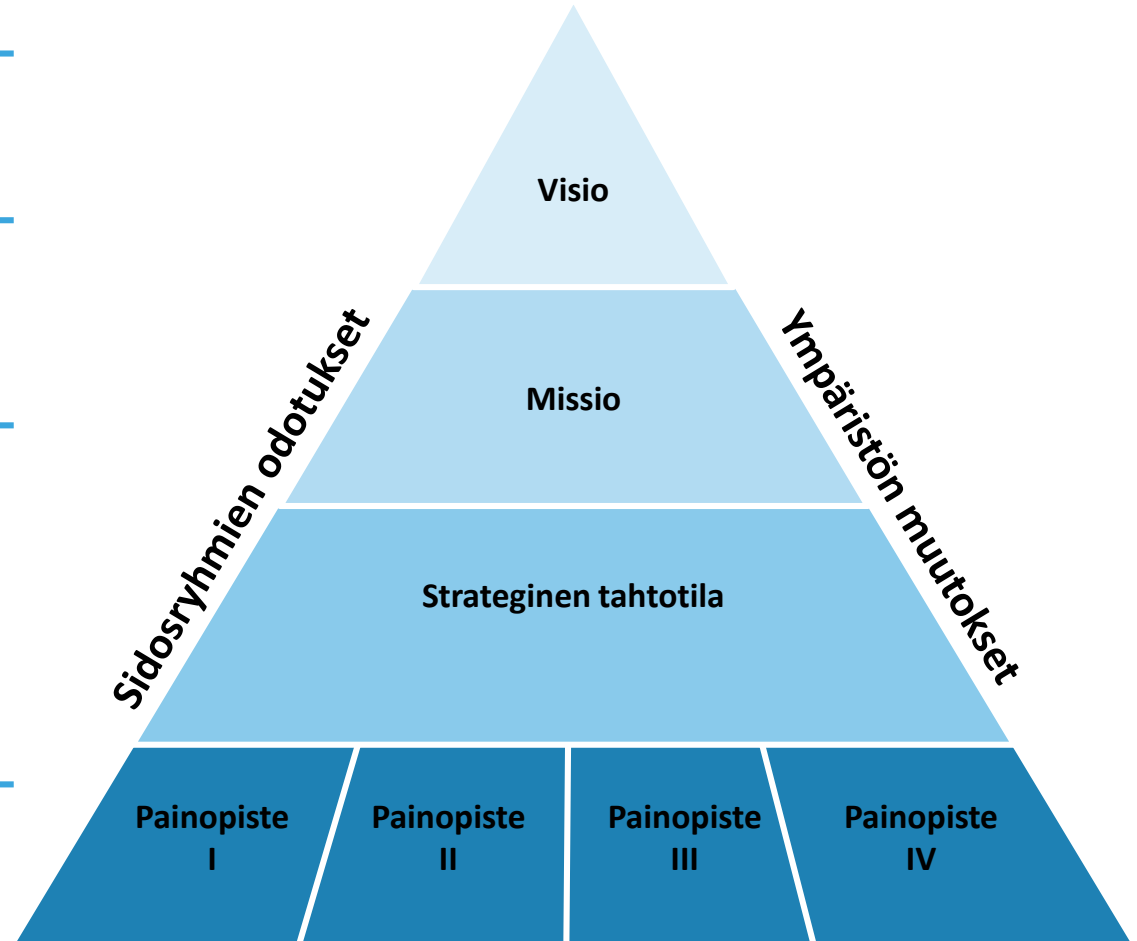 Visio
Missio
Sidosryhmien odotukset
Ympäristön muutokset
Strateginen tahtotila
Painopiste
I
Painopiste
II
Painopiste
III
Painopiste
IV